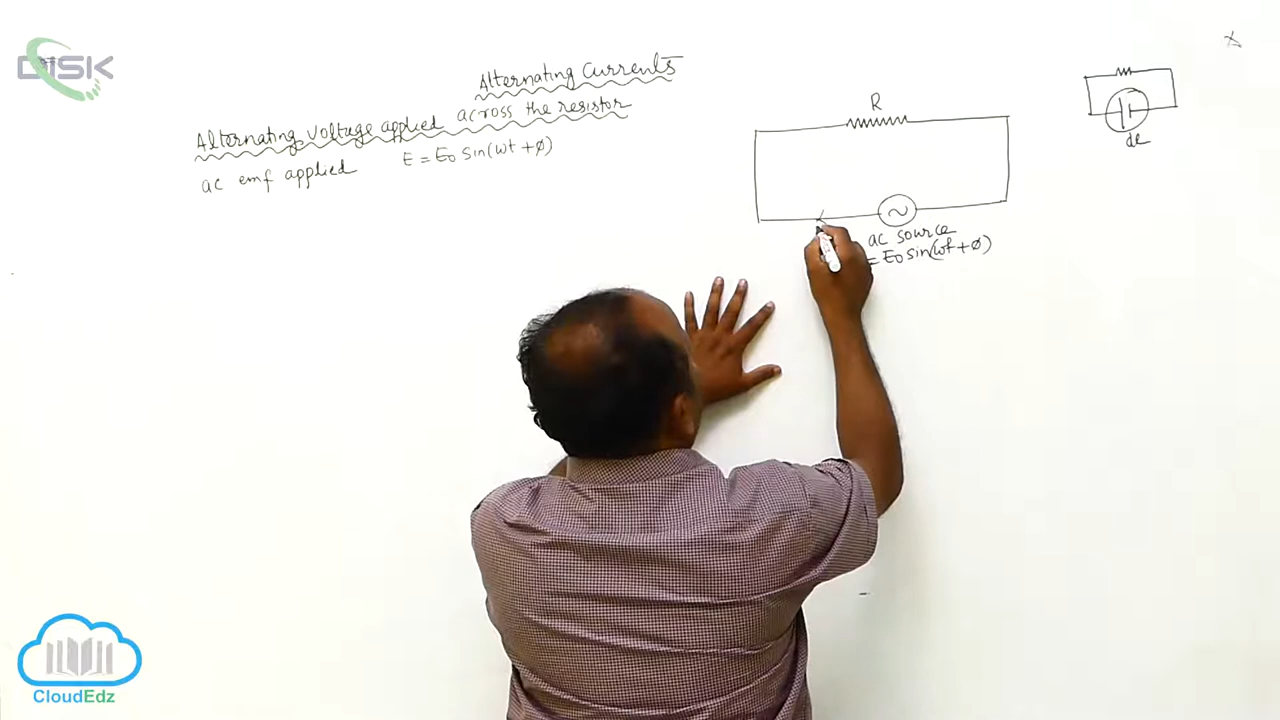 DISK
Alternating Currents
Alternating Voltage applied across the resistor
ac emf applied E = E0 Sin(ωt + ø)
R
ac source
= E0 sin(ωt + ø)
dc
CloudEdz